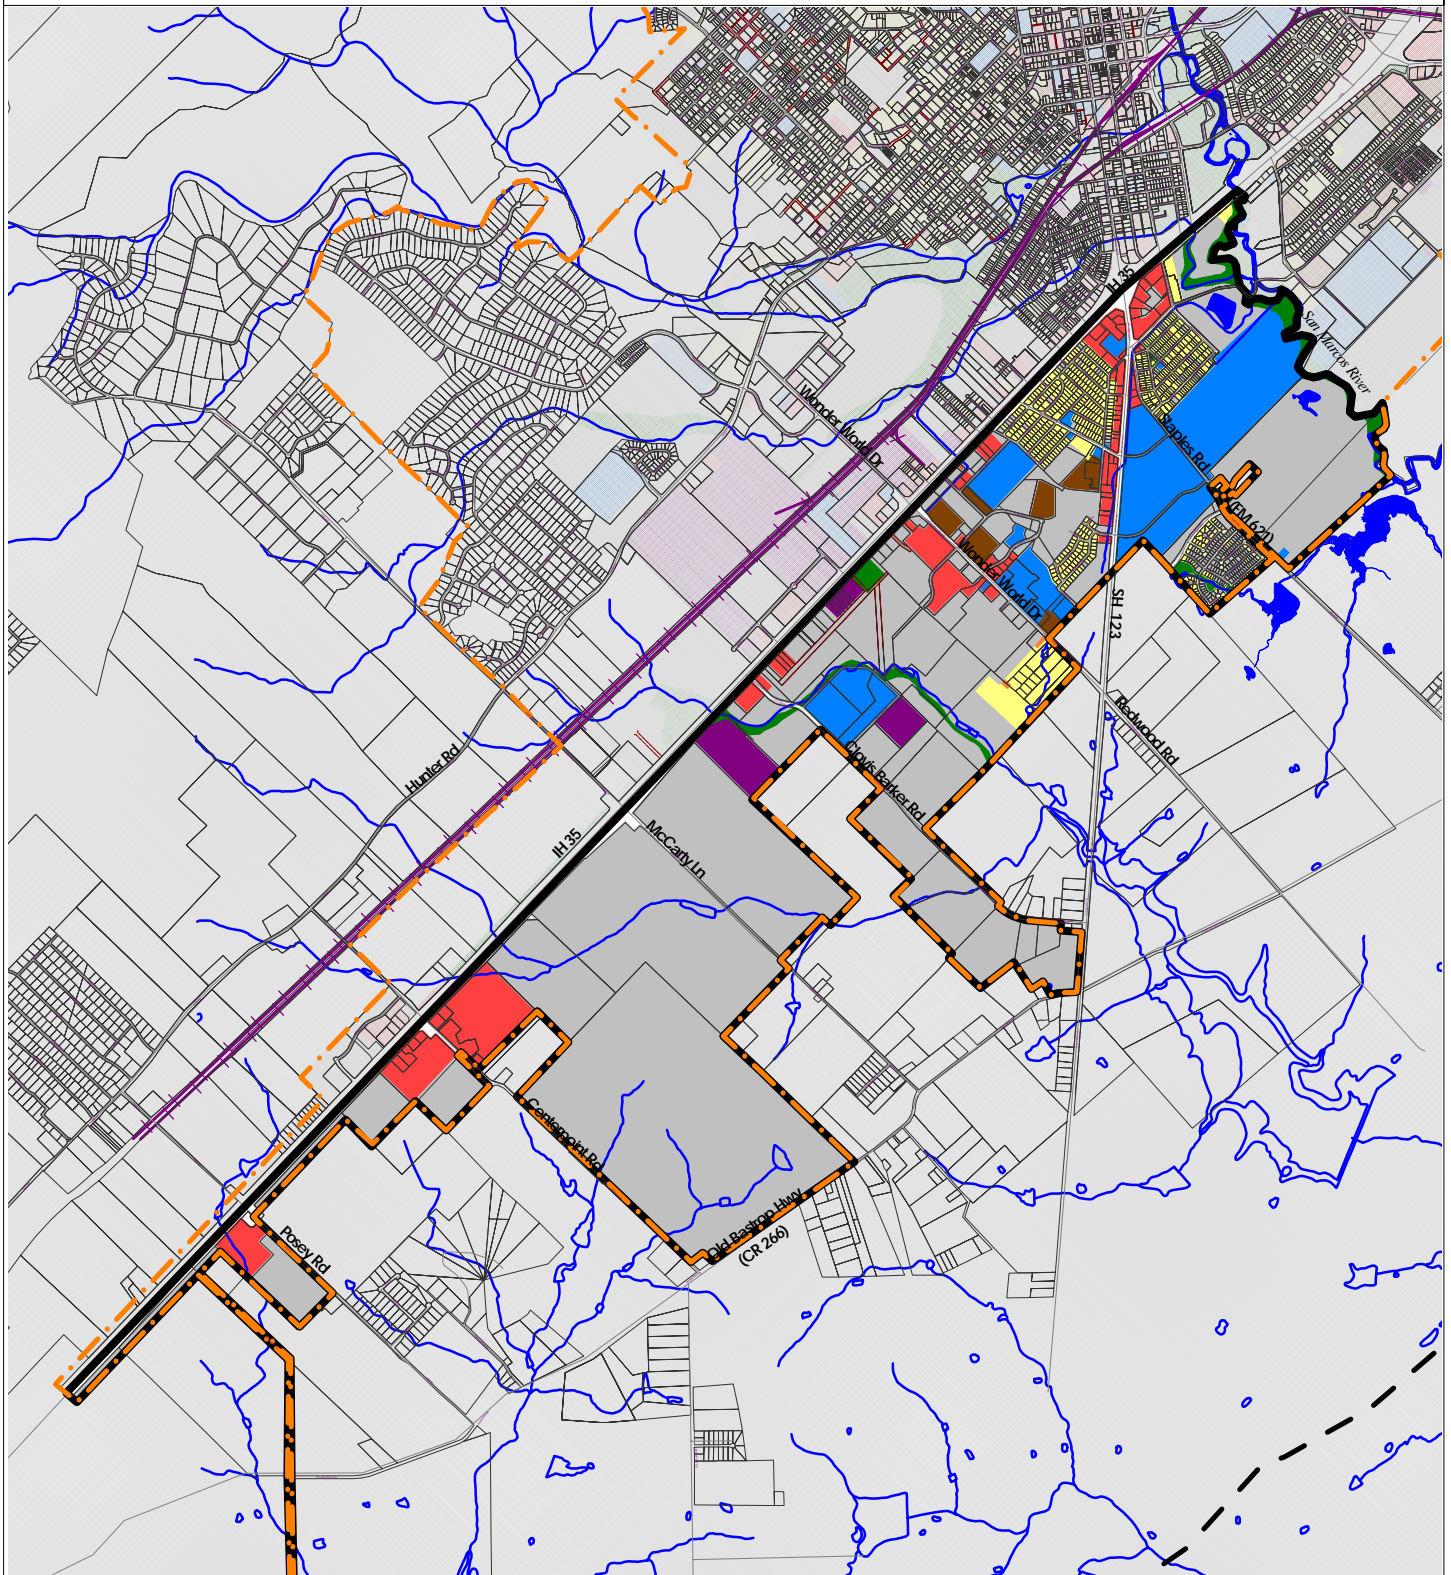 IH 35
San Marcos River
Wonder World Dr
Naples Rd
(FM 621)
Wonder World Dr
SH 123
Redwood Rd
Clovis Barker Rd
Hunter Rd
IH 35
McCarty Ln
Centerpoint Rd
Old Bastrop Hwy
(CR 266)
Posey Rd